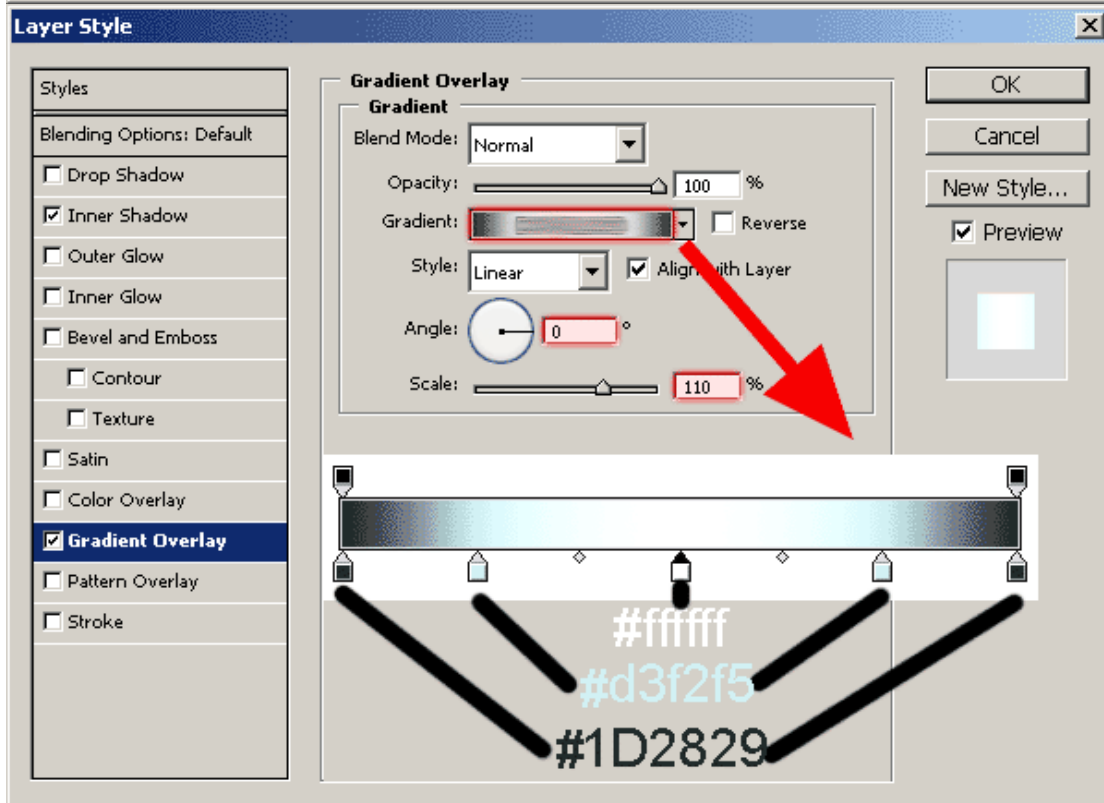 Layer Style
Styles
Blending Options: Default
Drop Shadow
Inner Shadow
Outer Glow
Inner Glow
Bevel and Emboss
Contour
Texture
Satin
Color Overlay
Gradient Overlay
Pattern Overlay
Stroke
Gradient Overlay
Gradient
Blend Mode: Normal
Opacity: 100 %
Gradient: Reverse
Style: Linear Align with Layer
Angle: 0 °
Scale: 110 %
OK
Cancel
New Style...
Preview
#ffffff
#d3f2f5
#1D2829